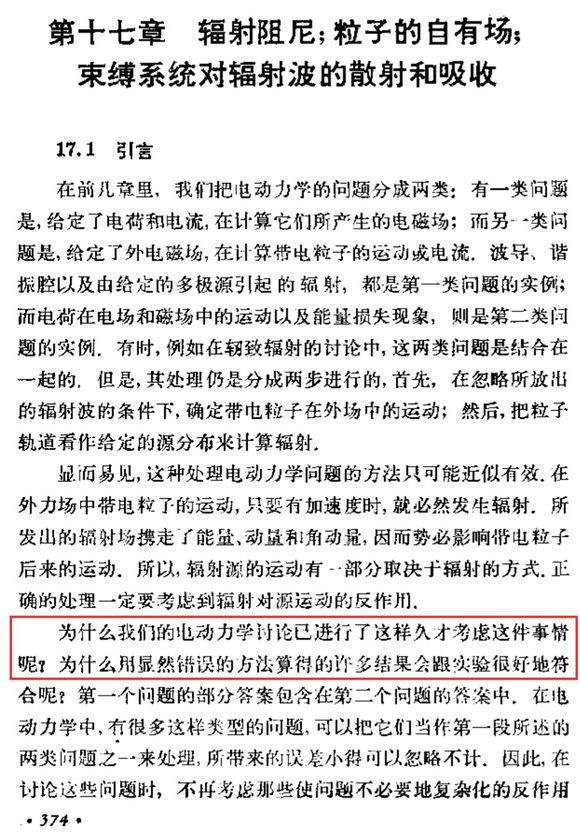 第十七章 辐射阻尼；粒子的自有场；
束缚系统对辐射波的散射和吸收
17.1 引言
在前几章里，我们把电动力学的问题分成两类：有一类问题
是，给定了电荷和电流，在计算它们所产生的电磁场；而另一类问
题是，给定了外电磁场，在计算带电粒子的运动或电流．波导、谐
振腔以及由给定的多极源引起的辐射，都是第一类问题的实例；
而电荷在电场和磁场中的运动以及能量损失现象，则是第二类问
题的实例．有时，例如在轫致辐射的讨论中，这两类问题是结合在
一起的．但是，其处理仍是分成两步进行的，首先，在忽略所放出
的辐射波的条件下，确定带电粒子在外场中的运动；然后，把粒子
轨道看作给定的源分布来计算辐射．
显而易见，这种处理电动力学问题的方法只可能近似有效．在
外力场中带电粒子的运动，只要有加速度时，就必然发生辐射．所
发出的辐射场携走了能量、动量和角动量，因而势必影响带电粒子
后来的运动．所以，辐射源的运动有一部分取决于辐射的方式．正
确的处理一定要考虑到辐射对源运动的反作用．
为什么我们的电动力学讨论已进行了这样久才考虑这件事情
呢？为什么用显然错误的方法算得的许多结果会跟实验很好地符
合呢？第一个问题的部分答案包含在第二个问题的答案中．在电
动力学中，有很多这样类型的问题，可以把它们当作第一段所述的
两类问题之一来处理，所带来的误差小得可以忽略不计．因此，在
讨论这些问题时，不再考虑那些使问题不必要地复杂化的反作用
• 374 •